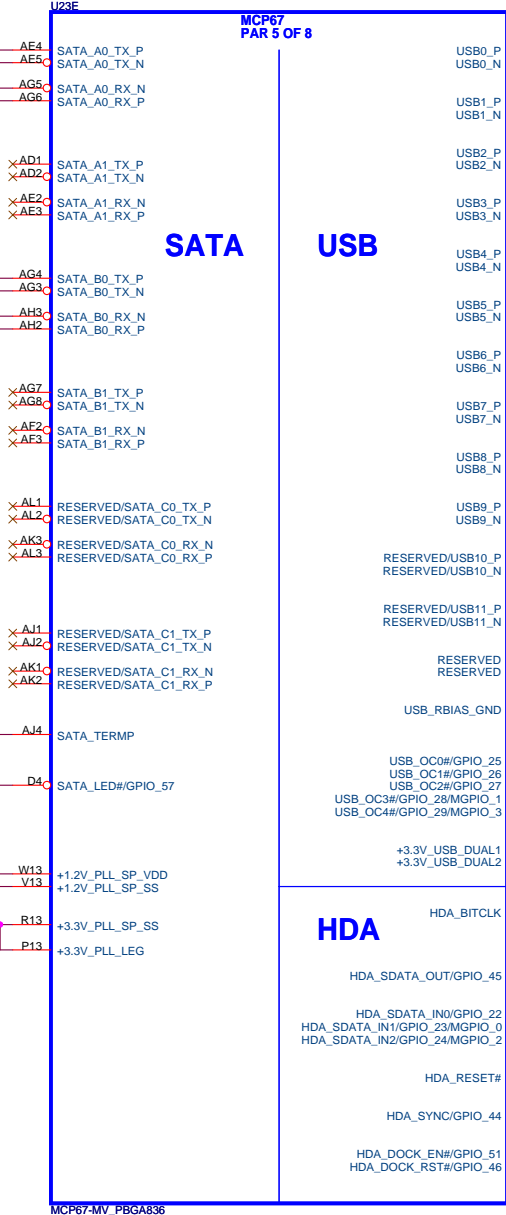 U23E
MCP67
PAR 5 OF 8
AE4 SATA_A0_TX_P
AE5 SATA_A0_TX_N
AG5 SATA_A0_RX_N
AG6 SATA_A0_RX_P
AD1 SATA_A1_TX_P
AD2 SATA_A1_TX_N
AE2 SATA_A1_RX_N
AE3 SATA_A1_RX_P
SATA
AG4 SATA_B0_TX_P
AG3 SATA_B0_TX_N
AH3 SATA_B0_RX_N
AH2 SATA_B0_RX_P
AG7 SATA_B1_TX_P
AG8 SATA_B1_TX_N
AF2 SATA_B1_RX_N
AF3 SATA_B1_RX_P
AL1 RESERVED/SATA_C0_TX_P
AL2 RESERVED/SATA_C0_TX_N
AK3 RESERVED/SATA_C0_RX_N
AL3 RESERVED/SATA_C0_RX_P
AJ1 RESERVED/SATA_C1_TX_P
AJ2 RESERVED/SATA_C1_TX_N
AK1 RESERVED/SATA_C1_RX_N
AK2 RESERVED/SATA_C1_RX_P
AJ4 SATA_TERMP
D4 SATA_LED#/GPIO_57
W13 +1.2V_PLL_SP_VDD
V13 +1.2V_PLL_SP_SS
R13 +3.3V_PLL_SP_SS
P13 +3.3V_PLL_LEG
USB0_P
USB0_N
USB1_P
USB1_N
USB2_P
USB2_N
USB3_P
USB3_N
USB
USB4_P
USB4_N
USB5_P
USB5_N
USB6_P
USB6_N
USB7_P
USB7_N
USB8_P
USB8_N
USB9_P
USB9_N
RESERVED/USB10_P
RESERVED/USB10_N
RESERVED/USB11_P
RESERVED/USB11_N
RESERVED
RESERVED
USB_RBIAS_GND
USB_OC0#/GPIO_25
USB_OC1#/GPIO_26
USB_OC2#/GPIO_27
USB_OC3#/GPIO_28/MGPIO_1
USB_OC4#/GPIO_29/MGPIO_3
+3.3V_USB_DUAL1
+3.3V_USB_DUAL2
HDA
HDA_BITCLK
HDA_SDATA_OUT/GPIO_45
HDA_SDATA_IN0/GPIO_22
HDA_SDATA_IN1/GPIO_23/MGPIO_0
HDA_SDATA_IN2/GPIO_24/MGPIO_2
HDA_RESET#
HDA_SYNC/GPIO_44
HDA_DOCK_EN#/GPIO_51
HDA_DOCK_RST#/GPIO_46
MCP67-MV_PBGA836